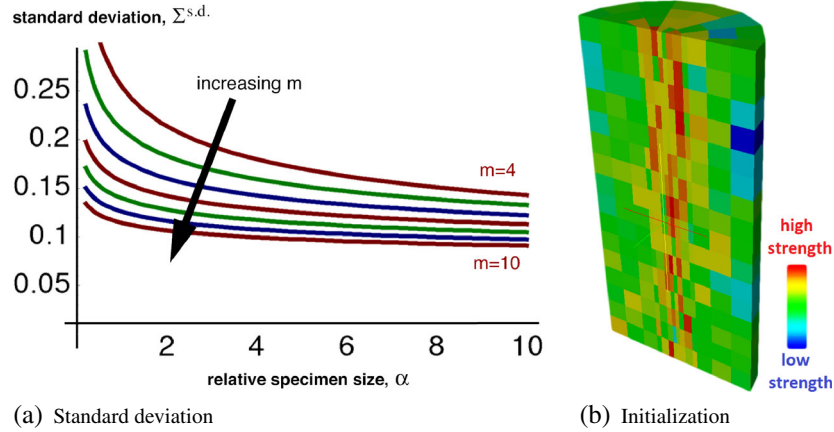 standard deviation, Σ^s.d.
0.25
0.2
0.15
0.1
0.05
increasing m
m=4
m=10
2 4 6 8 10
relative specimen size, α
high
strength
low
strength
(a) Standard deviation
(b) Initialization